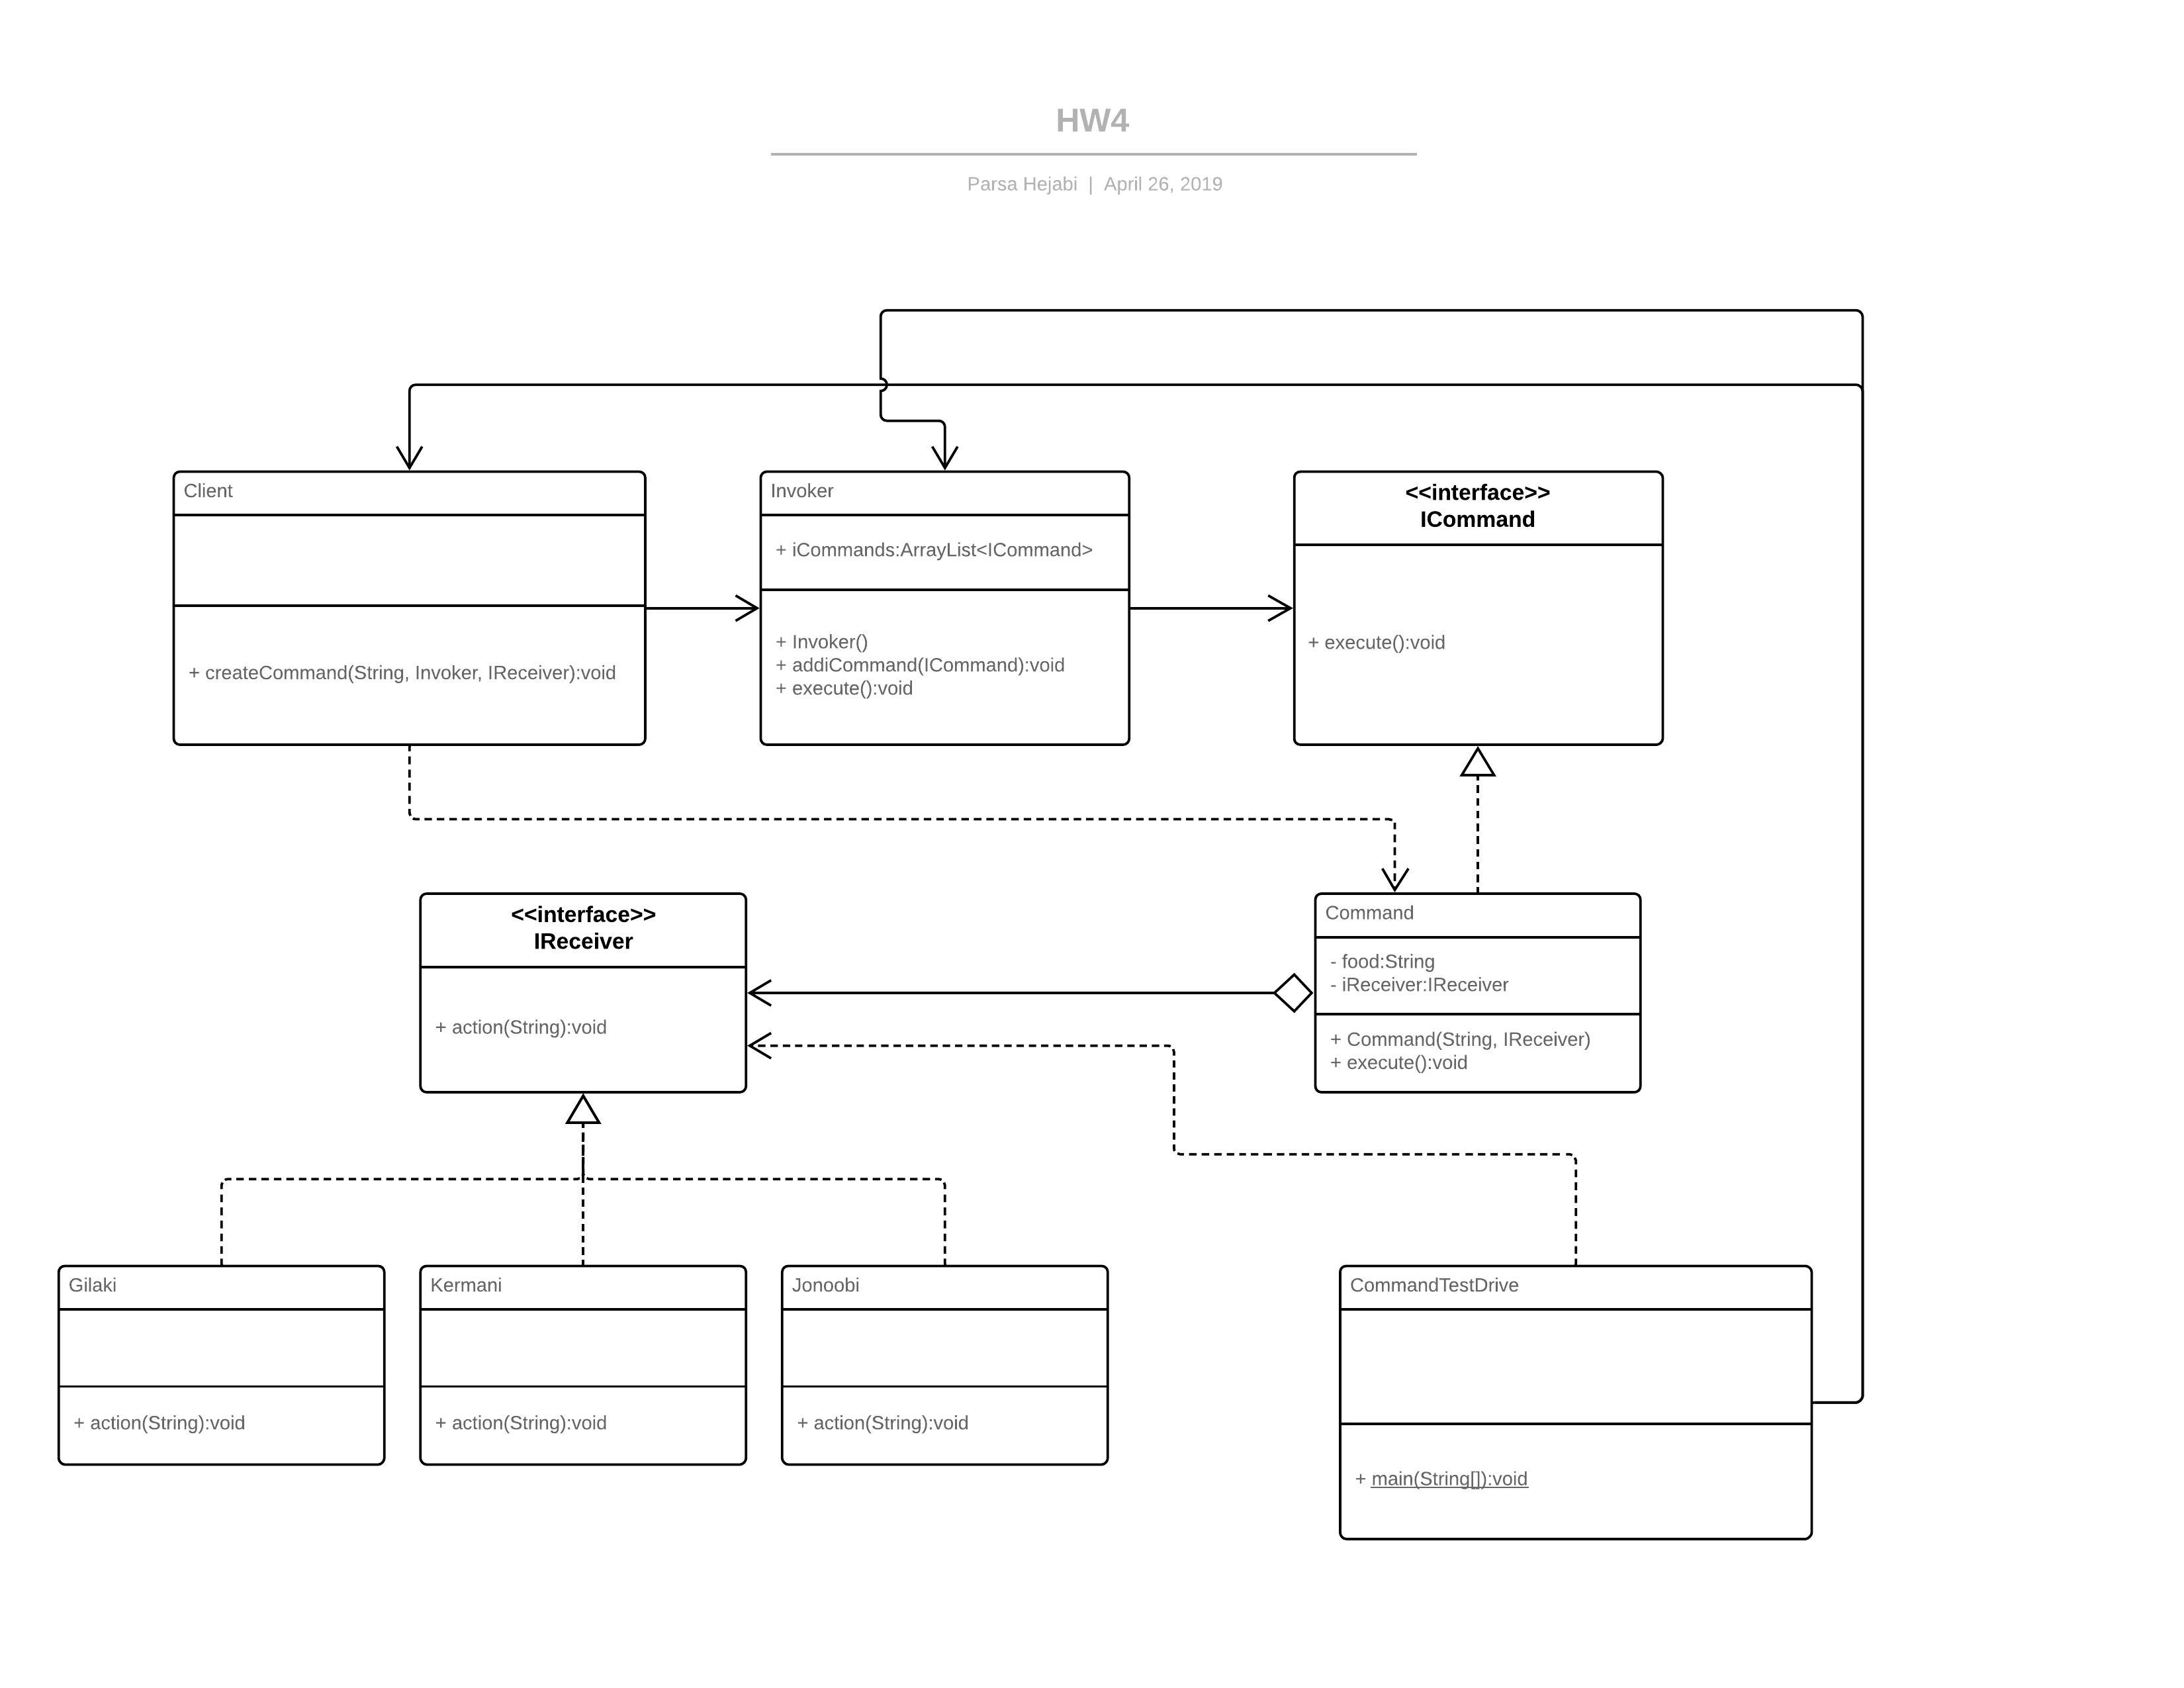 HW4
Parsa Hejabi | April 26, 2019
Client
+ createCommand(String, Invoker, IReceiver):void
Invoker
+ iCommands:ArrayList<ICommand>
+ Invoker()
+ addiCommand(ICommand):void
+ execute():void
<<interface>>
ICommand
+ execute():void
<<interface>>
IReceiver
+ action(String):void
Command
- food:String
- iReceiver:IReceiver
+ Command(String, IReceiver)
+ execute():void
Gilaki
+ action(String):void
Kermani
+ action(String):void
Jonoobi
+ action(String):void
CommandTestDrive
+ main(String[]):void